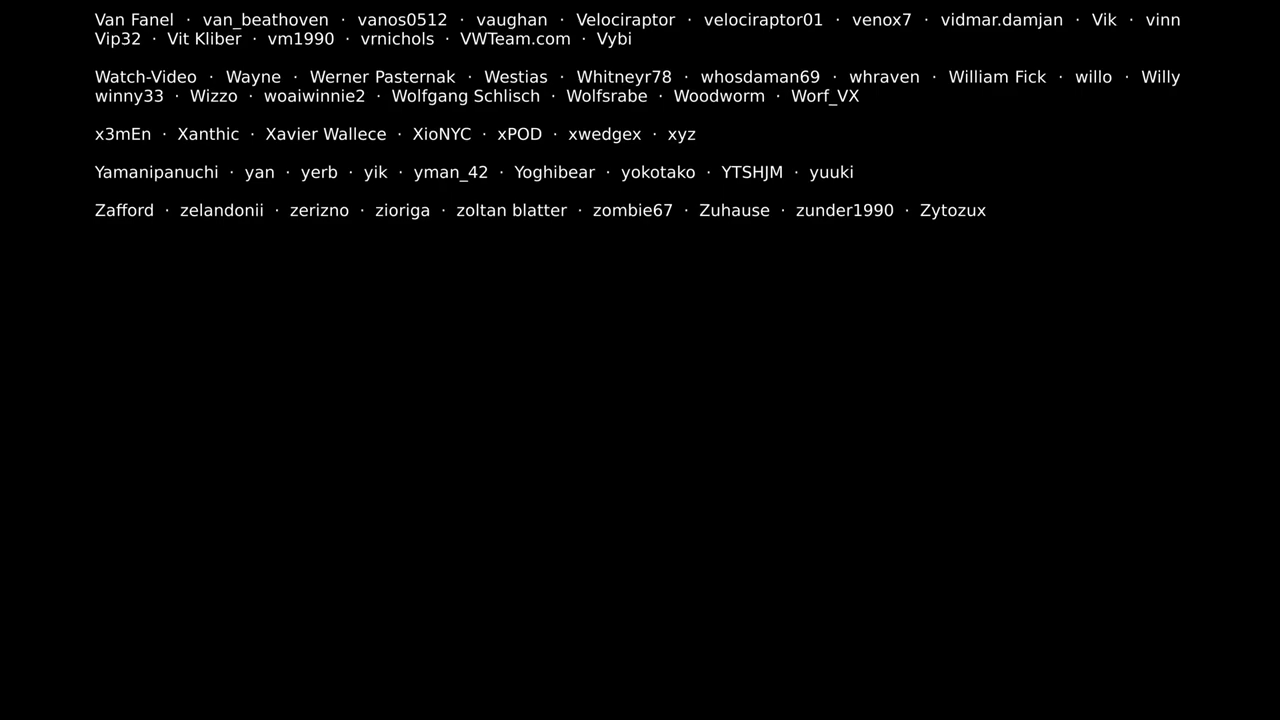 Van Fanel · van_beathoven · vanos0512 · vaughan · Velociraptor · velociraptor01 · venox7 · vidmar.damjan · Vik · vinn
Vip32 · Vit Kliber · vm1990 · vrnichols · VWTeam.com · Vybi
Watch-Video · Wayne · Werner Pasternak · Westias · Whitneyr78 · whosdaman69 · whraven · William Fick · willo · Willy
winny33 · Wizzo · woaiwinnie2 · Wolfgang Schlisch · Wolfsrabe · Woodworm · Worf_VX
x3mEn · Xanthic · Xavier Wallece · XioNYC · xPOD · xwedgex · xyz
Yamanipanuchi · yan · yerb · yik · yman_42 · Yoghibear · yokotako · YTSHJM · yuuki
Zafford · zelandonii · zerizno · zioriga · zoltan blatter · zombie67 · Zuhause · zunder1990 · Zytozux